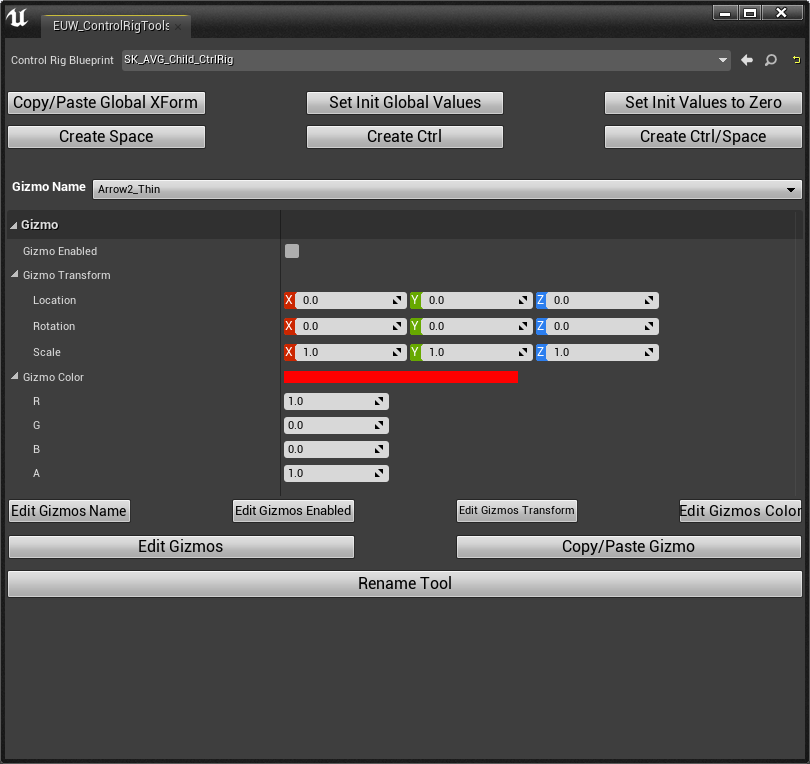 EUW_ControlRigTools
Control Rig Blueprint SK_AVG_Child_CtrlRig
Copy/Paste Global XForm Set Init Global Values Set Init Values to Zero
Create Space Create Ctrl Create Ctrl/Space
Gizmo Name Arrow2_Thin
Gizmo
Gizmo Enabled
Gizmo Transform
Location X 0.0 Y 0.0 Z 0.0
Rotation X 0.0 Y 0.0 Z 0.0
Scale X 1.0 Y 1.0 Z 1.0
Gizmo Color
R 1.0
G 0.0
B 0.0
A 1.0
Edit Gizmos Name Edit Gizmos Enabled Edit Gizmos Transform Edit Gizmos Color
Edit Gizmos Copy/Paste Gizmo
Rename Tool